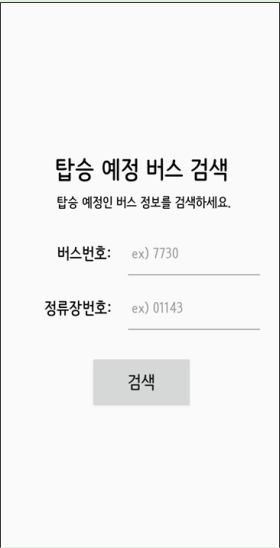 탑승 예정 버스 검색
탑승 예정인 버스 정보를 검색하세요.
버스번호: ex) 7730
정류장번호: ex) 01143
검색